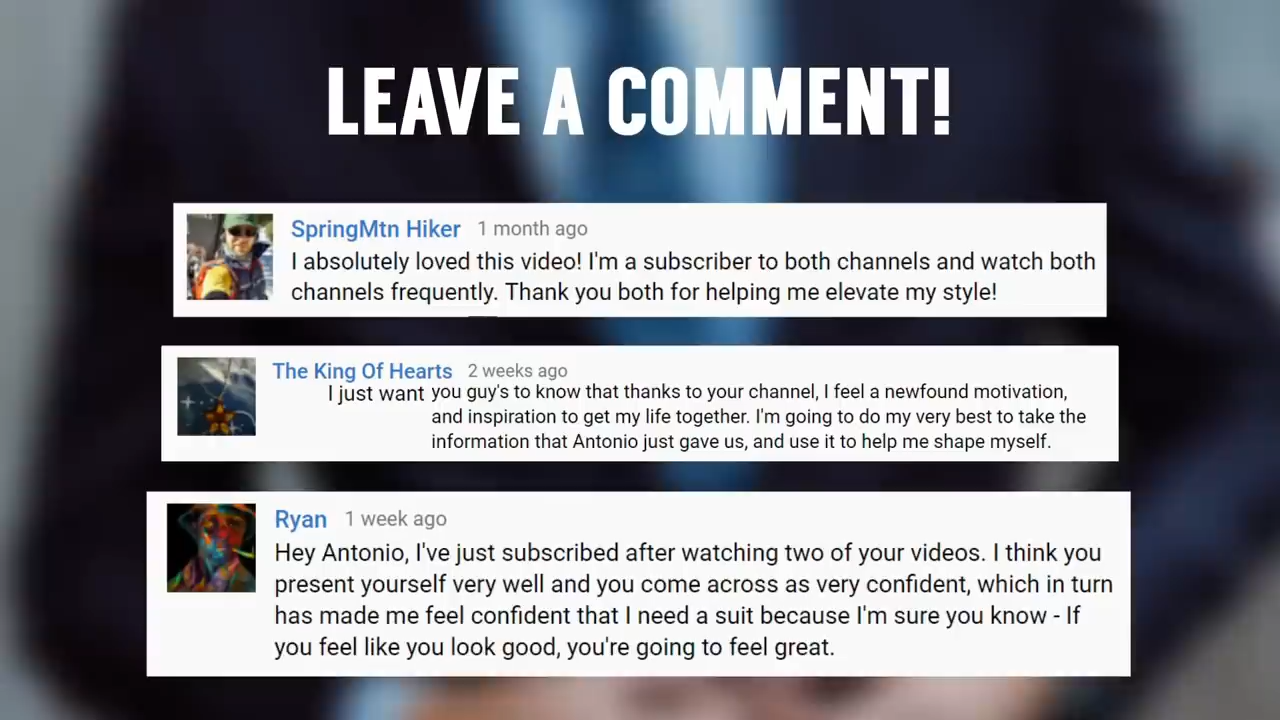 LEAVE A COMMENT!
SpringMtn Hiker 1 month ago
I absolutely loved this video! I'm a subscriber to both channels and watch both
channels frequently. Thank you both for helping me elevate my style!
The King Of Hearts 2 weeks ago
I just want you guy's to know that thanks to your channel, I feel a newfound motivation,
and inspiration to get my life together. I'm going to do my very best to take the
information that Antonio just gave us, and use it to help me shape myself.
Ryan 1 week ago
Hey Antonio, I've just subscribed after watching two of your videos. I think you
present yourself very well and you come across as very confident, which in turn
has made me feel confident that I need a suit because I'm sure you know - If
you feel like you look good, you're going to feel great.